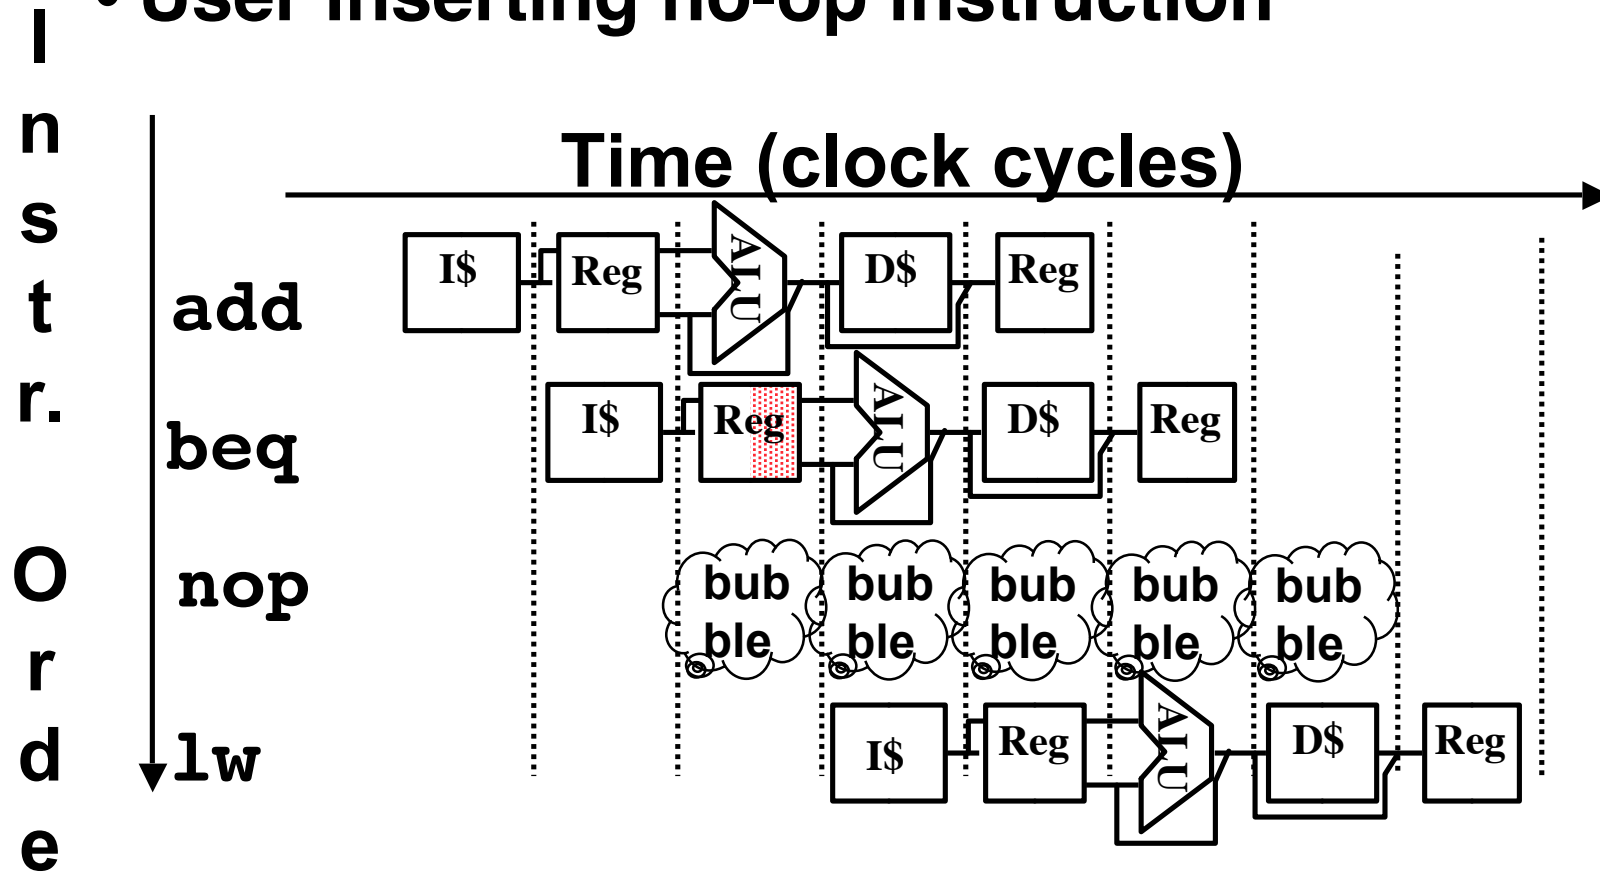 • User inserting no-op instruction
I
n
s
t
r.
O
r
d
e
Time (clock cycles)
add
I$
Reg
ALU
D$
Reg
beq
I$
Reg
ALU
D$
Reg
nop
bub
ble
bub
ble
bub
ble
bub
ble
bub
ble
lw
I$
Reg
ALU
D$
Reg